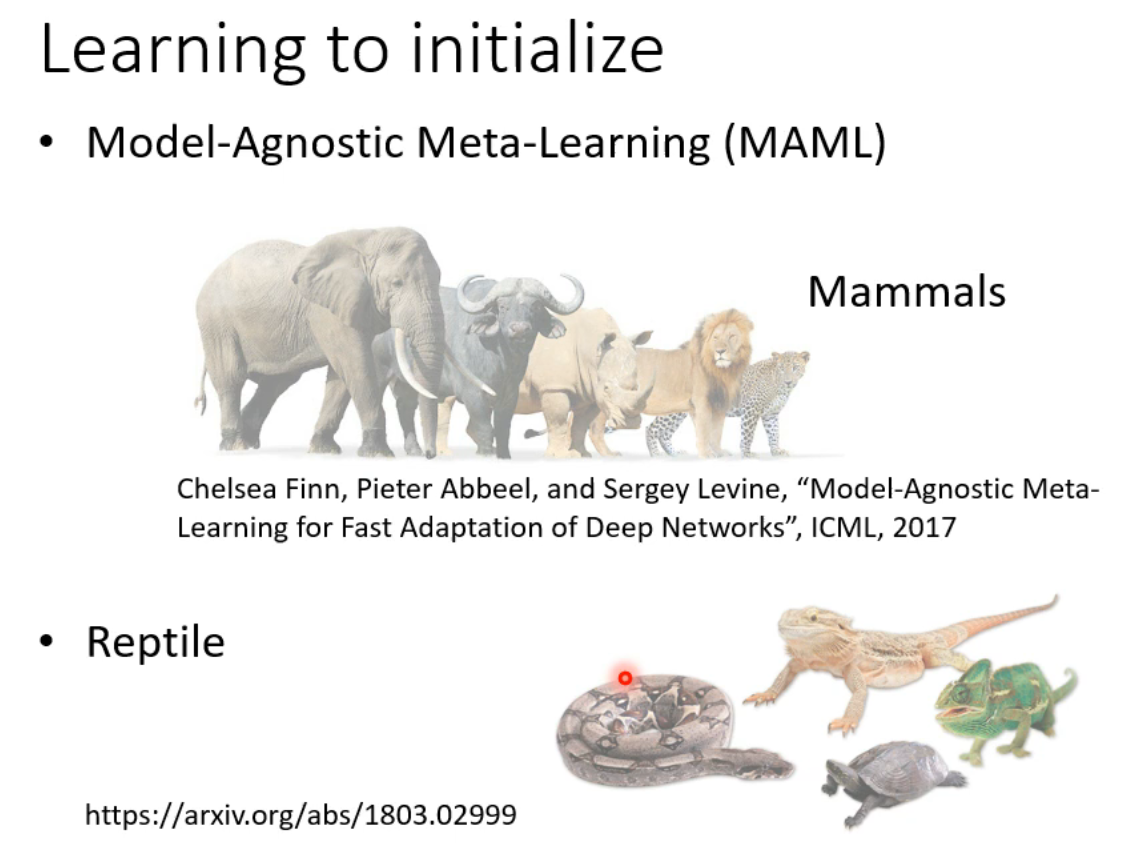 Learning to initialize
• Model-Agnostic Meta-Learning (MAML)
Mammals
Chelsea Finn, Pieter Abbeel, and Sergey Levine, “Model-Agnostic Meta-
Learning for Fast Adaptation of Deep Networks”, ICML, 2017
• Reptile
https://arxiv.org/abs/1803.02999